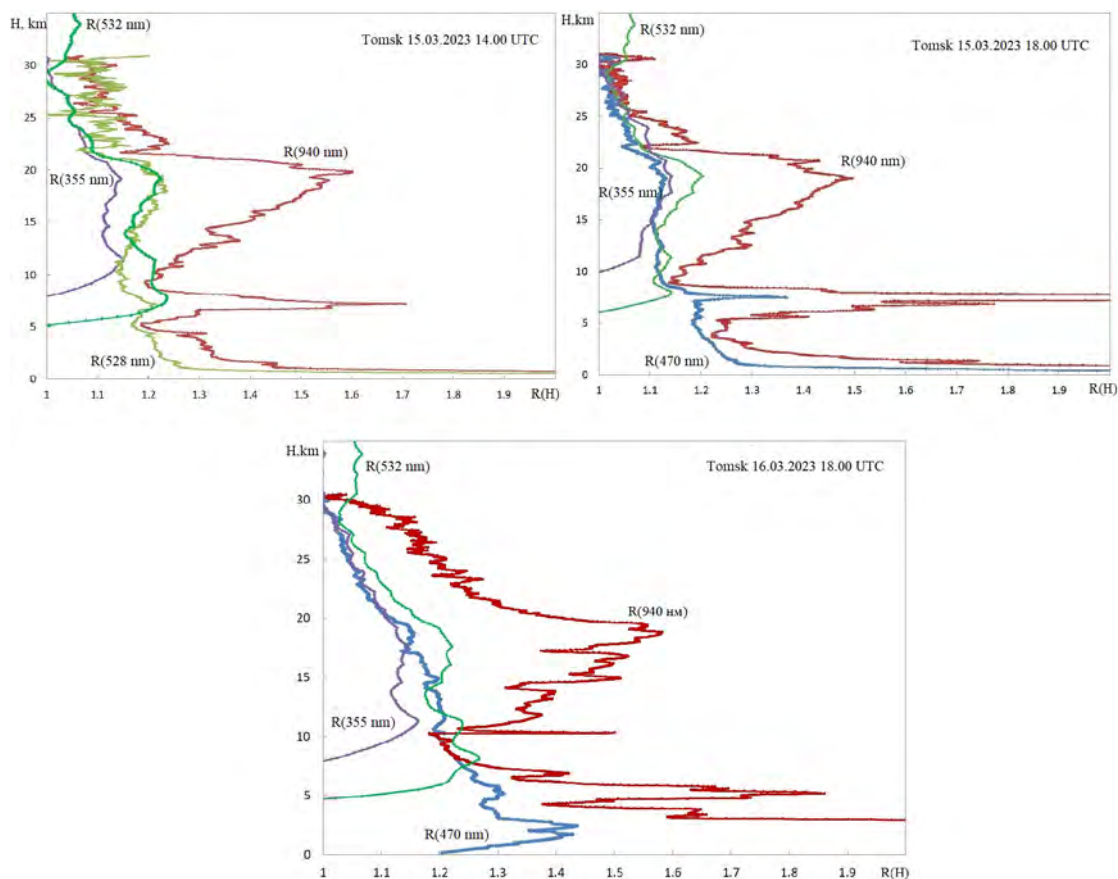 H, km
R(532 nm)
Tomsk 15.03.2023 14.00 UTC
30
25
R(940 nm)
20
R(355 nm)
15
10
5
R(528 nm)
0
1 1.1 1.2 1.3 1.4 1.5 1.6 1.7 1.8 1.9 R(H)
H.km
R(532 nm)
Tomsk 15.03.2023 18.00 UTC
30
25
20
R(940 nm)
R(355 nm)
15
10
5
R(470 nm)
0
1 1.1 1.2 1.3 1.4 1.5 1.6 1.7 1.8 1.9 R(H)
H.km
R(532 nm)
Tomsk 16.03.2023 18.00 UTC
30
25
R(940 нм)
20
15
R(355 nm)
10
5
R(470 nm)
0
1 1.1 1.2 1.3 1.4 1.5 1.6 1.7 1.8 1.9 R(H)